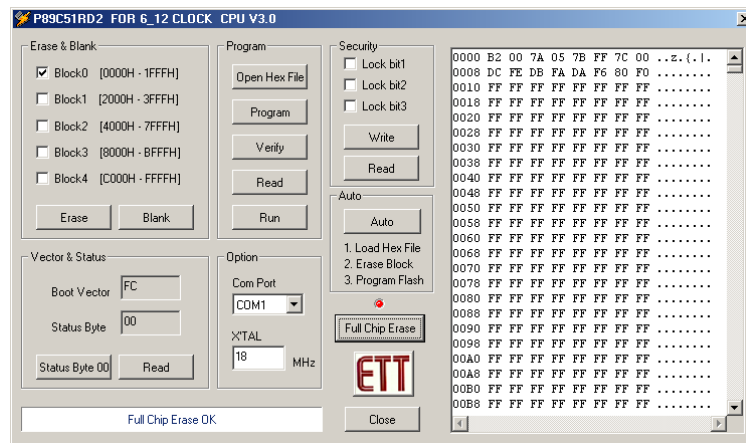 P89C51RD2 FOR 6_12 CLOCK CPU V3.0
Erase & Blank
Block0 [0000H - 1FFFH]
Block1 [2000H - 3FFFH]
Block2 [4000H - 7FFFH]
Block3 [8000H - BFFFH]
Block4 [C000H - FFFFH]
Erase Blank
Vector & Status
Boot Vector FC
Status Byte 00
Status Byte 00 Read
Full Chip Erase OK
Program
Open Hex File
Program
Verify
Read
Run
Option
Com Port
COM1
X'TAL
18 MHz
Security
Lock bit1
Lock bit2
Lock bit3
Write
Read
Auto
Auto
1. Load Hex File
2. Erase Block
3. Program Flash
Full Chip Erase
ETT
Close
0000 B2 00 7A 05 7B FF 7C 00 ..z.{.|.
0008 DC FE DB FA DA F6 80 F0 ........
0010 FF FF FF FF FF FF FF FF ........
0018 FF FF FF FF FF FF FF FF ........
0020 FF FF FF FF FF FF FF FF ........
0028 FF FF FF FF FF FF FF FF ........
0030 FF FF FF FF FF FF FF FF ........
0038 FF FF FF FF FF FF FF FF ........
0040 FF FF FF FF FF FF FF FF ........
0048 FF FF FF FF FF FF FF FF ........
0050 FF FF FF FF FF FF FF FF ........
0058 FF FF FF FF FF FF FF FF ........
0060 FF FF FF FF FF FF FF FF ........
0068 FF FF FF FF FF FF FF FF ........
0070 FF FF FF FF FF FF FF FF ........
0078 FF FF FF FF FF FF FF FF ........
0080 FF FF FF FF FF FF FF FF ........
0088 FF FF FF FF FF FF FF FF ........
0090 FF FF FF FF FF FF FF FF ........
0098 FF FF FF FF FF FF FF FF ........
00A0 FF FF FF FF FF FF FF FF ........
00A8 FF FF FF FF FF FF FF FF ........
00B0 FF FF FF FF FF FF FF FF ........
00B8 FF FF FF FF FF FF FF FF ........